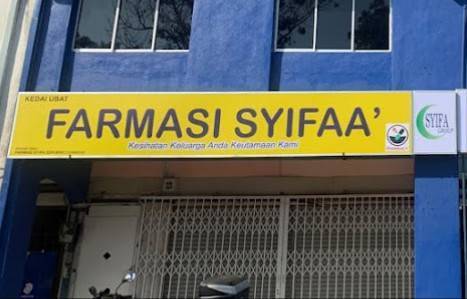 KEDAI UBAT
FARMASI SYIFAA'
Kesihatan Keluarga Anda Keutamaan Kami
SYIFA
GROUP